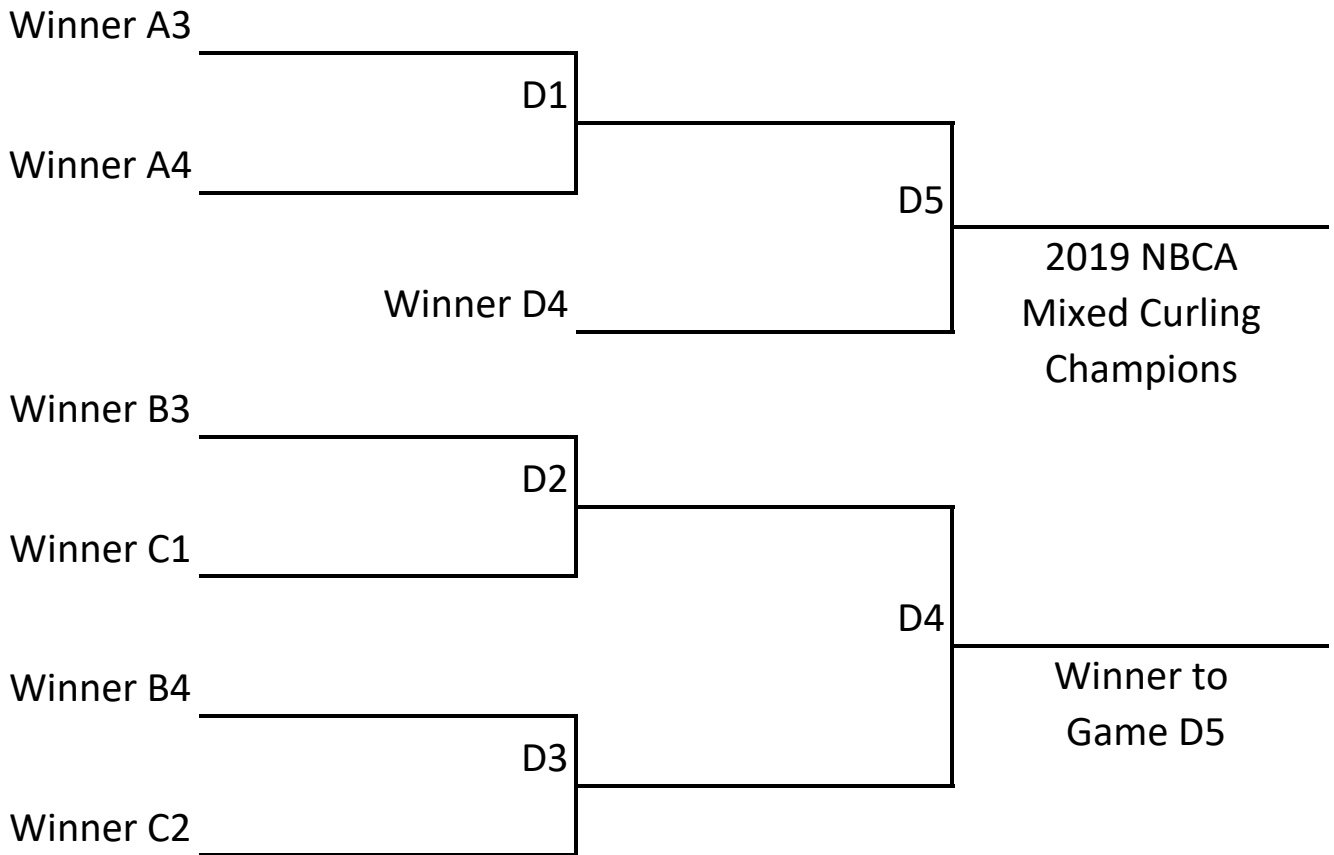 Winner A3
D1
Winner A4
D5
2019 NBCA
Mixed Curling
Champions
Winner D4
Winner B3
D2
Winner C1
D4
Winner to
Game D5
Winner B4
D3
Winner C2